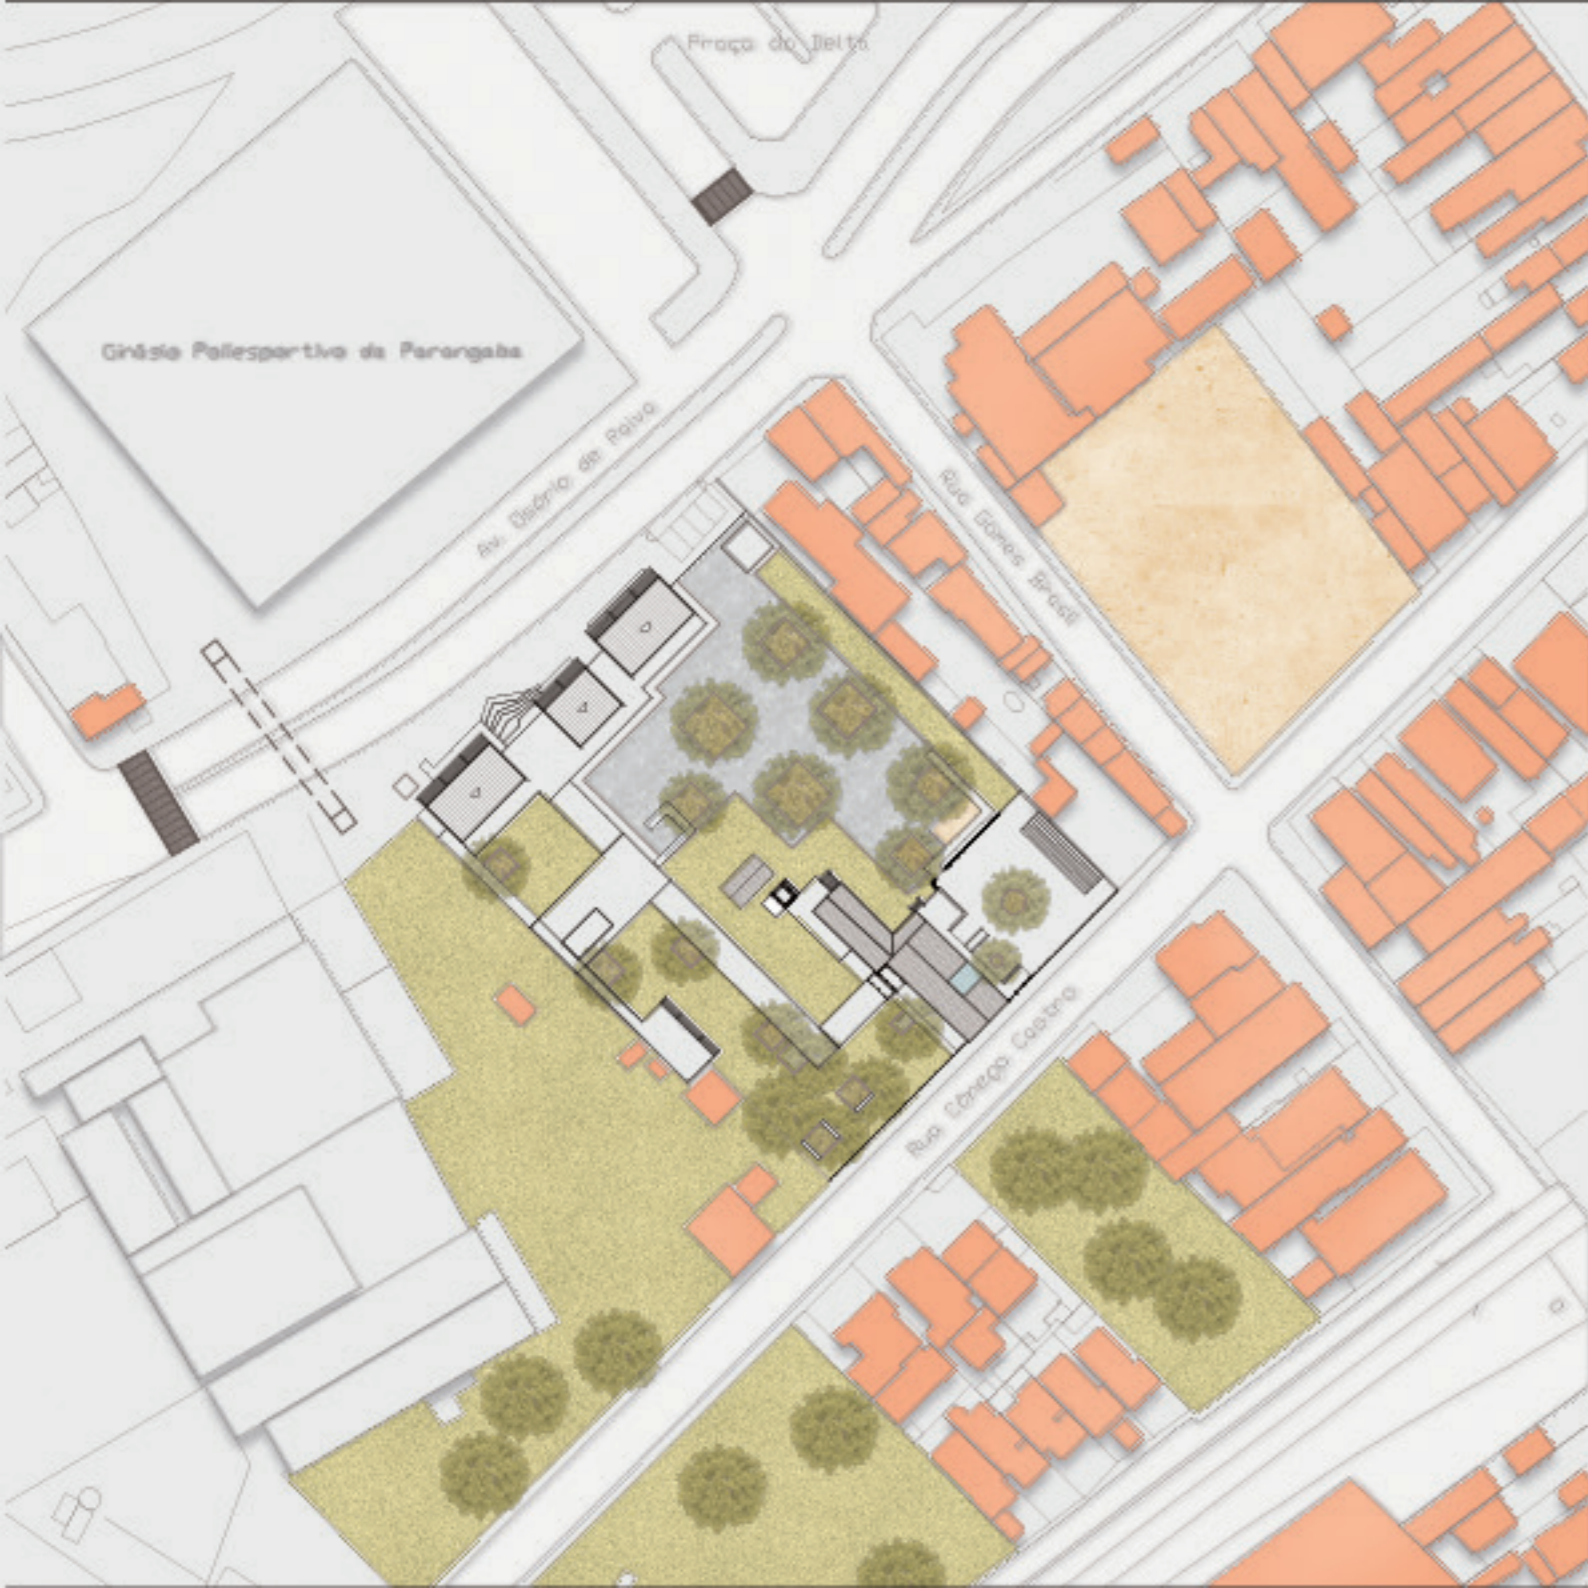 Praça do Delta
Ginásio Poliesportivo da Parangaba
Av. Osório de Paiva
Rua Gomes Brasil
Rua Cônego Castro